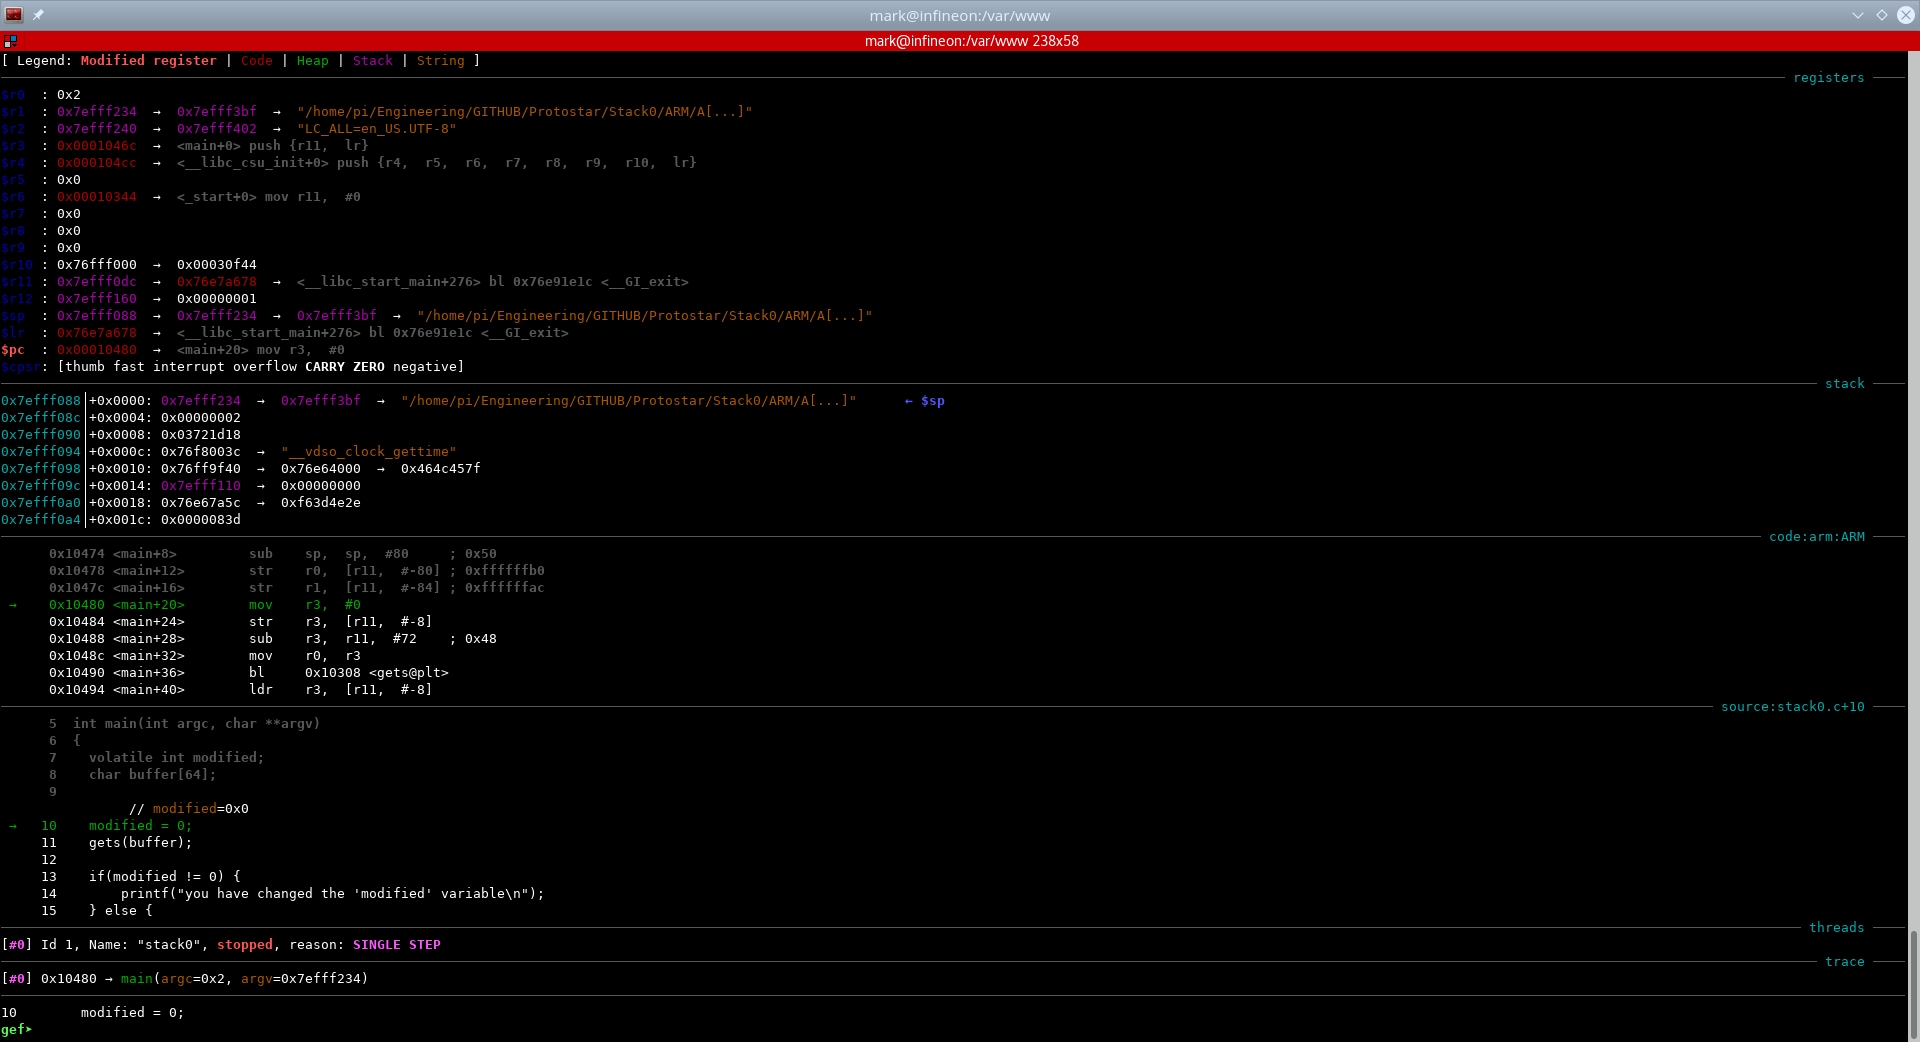 mark@infineon:/var/www
mark@infineon:/var/www 238x58
[ Legend: Modified register | Code | Heap | Stack | String ]
registers
$r0  : 0x2
$r1  : 0x7efff234  →  0x7efff3bf  →  "/home/pi/Engineering/GITHUB/Protostar/Stack0/ARM/A[...]"
$r2  : 0x7efff240  →  0x7efff402  →  "LC_ALL=en_US.UTF-8"
$r3  : 0x0001046c  →  <main+0> push {r11,  lr}
$r4  : 0x000104cc  →  <__libc_csu_init+0> push {r4,  r5,  r6,  r7,  r8,  r9,  r10,  lr}
$r5  : 0x0
$r6  : 0x00010344  →  <_start+0> mov r11,  #0
$r7  : 0x0
$r8  : 0x0
$r9  : 0x0
$r10 : 0x76fff000  →  0x00030f44
$r11 : 0x7efff0dc  →  0x76e7a678  →  <__libc_start_main+276> bl 0x76e91e1c <__GI_exit>
$r12 : 0x7efff160  →  0x00000001
$sp  : 0x7efff088  →  0x7efff234  →  0x7efff3bf  →  "/home/pi/Engineering/GITHUB/Protostar/Stack0/ARM/A[...]"
$lr  : 0x76e7a678  →  <__libc_start_main+276> bl 0x76e91e1c <__GI_exit>
$pc  : 0x00010480  →  <main+20> mov r3,  #0
$cpsr: [thumb fast interrupt overflow CARRY ZERO negative]
stack
0x7efff088│+0x0000: 0x7efff234  →  0x7efff3bf  →  "/home/pi/Engineering/GITHUB/Protostar/Stack0/ARM/A[...]"      ← $sp
0x7efff08c│+0x0004: 0x00000002
0x7efff090│+0x0008: 0x03721d18
0x7efff094│+0x000c: 0x76f8003c  →  "__vdso_clock_gettime"
0x7efff098│+0x0010: 0x76ff9f40  →  0x76e64000  →  0x464c457f
0x7efff09c│+0x0014: 0x7efff110  →  0x00000000
0x7efff0a0│+0x0018: 0x76e67a5c  →  0xf63d4e2e
0x7efff0a4│+0x001c: 0x0000083d
code:arm:ARM
0x10474 <main+8>         sub    sp,  sp,  #80     ; 0x50
0x10478 <main+12>        str    r0,  [r11,  #-80] ; 0xffffffb0
0x1047c <main+16>        str    r1,  [r11,  #-84] ; 0xffffffac
→    0x10480 <main+20>        mov    r3,  #0
0x10484 <main+24>        str    r3,  [r11,  #-8]
0x10488 <main+28>        sub    r3,  r11,  #72    ; 0x48
0x1048c <main+32>        mov    r0,  r3
0x10490 <main+36>        bl     0x10308 <gets@plt>
0x10494 <main+40>        ldr    r3,  [r11,  #-8]
source:stack0.c+10
5  int main(int argc, char **argv)
6  {
7    volatile int modified;
8    char buffer[64];
9
// modified=0x0
→   10    modified = 0;
11    gets(buffer);
12
13    if(modified != 0) {
14        printf("you have changed the 'modified' variable\n");
15    } else {
threads
[#0] Id 1, Name: "stack0", stopped, reason: SINGLE STEP
trace
[#0] 0x10480 → main(argc=0x2, argv=0x7efff234)
10        modified = 0;
gef➤